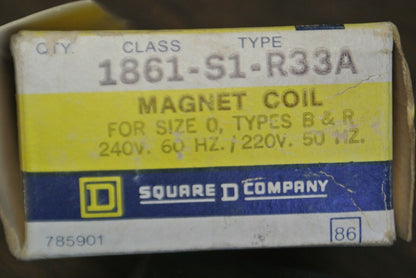 QTY. CLASS TYPE
1861-S1-R33A
MAGNET COIL
FOR SIZE 0, TYPES B & R
240V. 60 HZ. / 220V. 50 HZ.
D SQUARE D COMPANY
785901 86